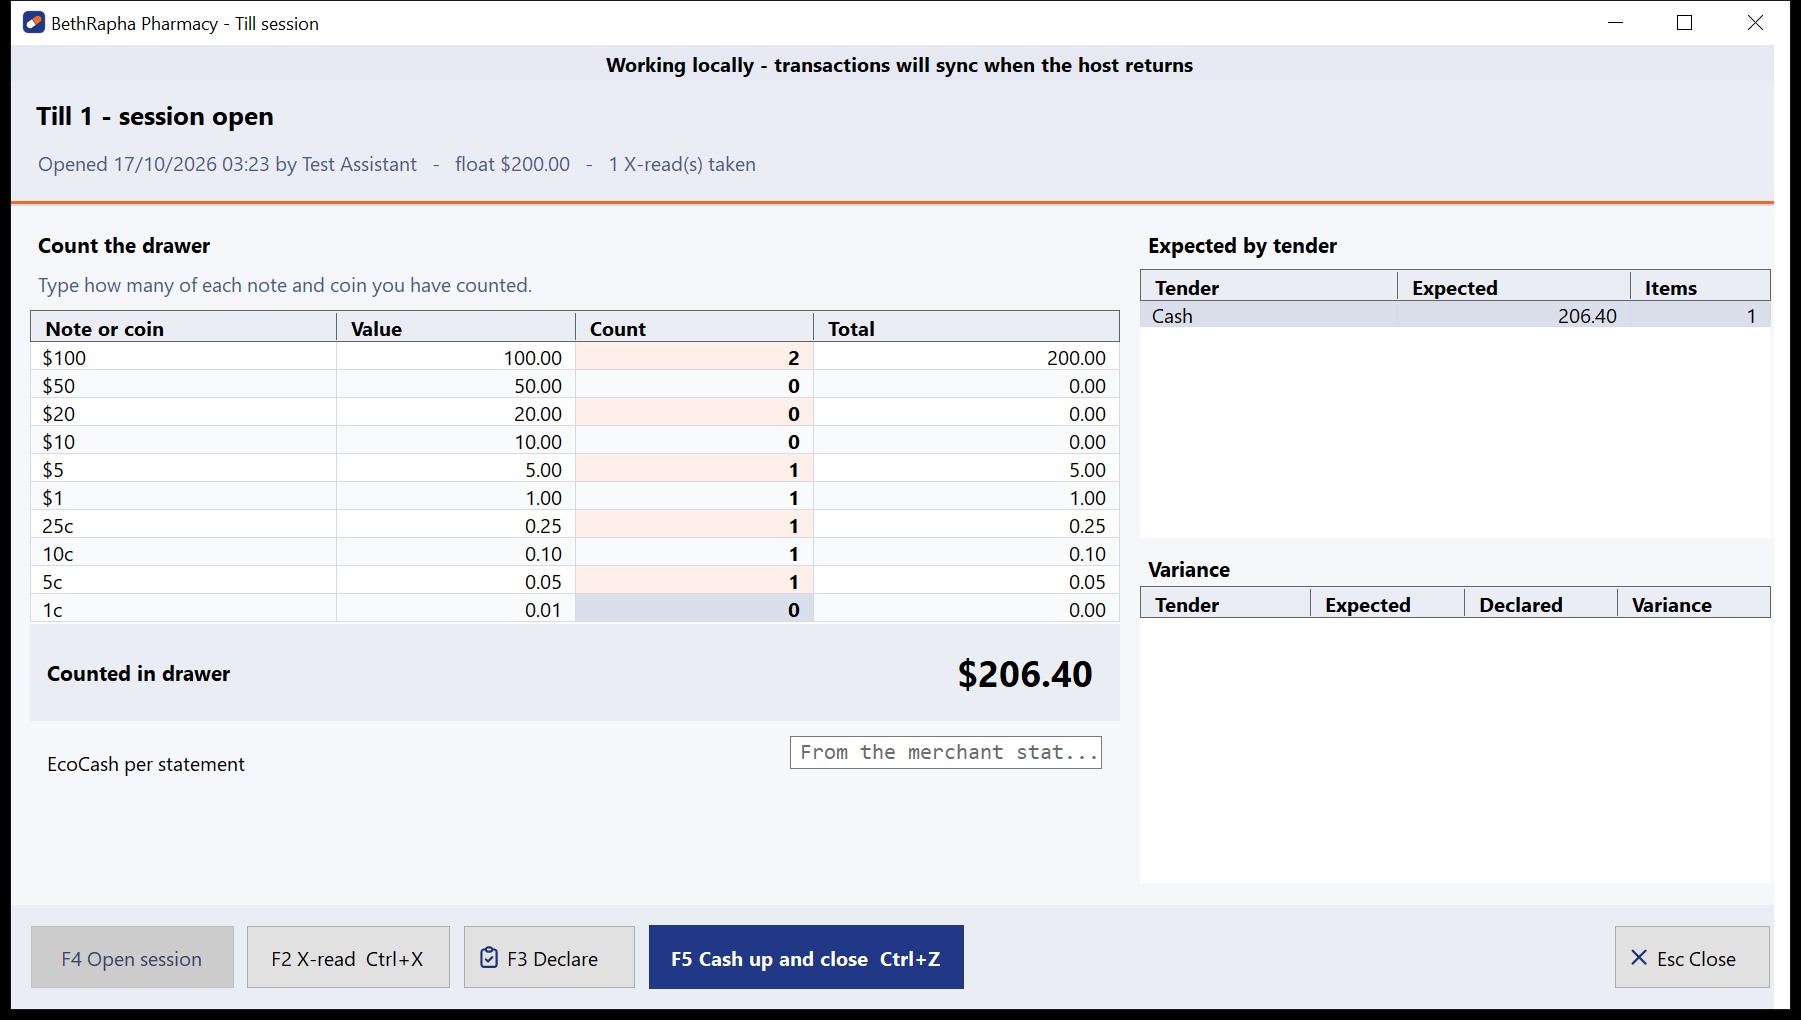 BethRapha Pharmacy - Till session
Working locally - transactions will sync when the host returns
Till 1 - session open
Opened 17/10/2026 03:23 by Test Assistant - float $200.00 - 1 X-read(s) taken
Count the drawer
Type how many of each note and coin you have counted.
Note or coin Value Count Total
$100 100.00 2 200.00
$50 50.00 0 0.00
$20 20.00 0 0.00
$10 10.00 0 0.00
$5 5.00 1 5.00
$1 1.00 1 1.00
25c 0.25 1 0.25
10c 0.10 1 0.10
5c 0.05 1 0.05
1c 0.01 0 0.00
Counted in drawer $206.40
EcoCash per statement From the merchant stat...
Expected by tender
Tender Expected Items
Cash 206.40 1
Variance
Tender Expected Declared Variance
F4 Open session F2 X-read Ctrl+X F3 Declare F5 Cash up and close Ctrl+Z Esc Close